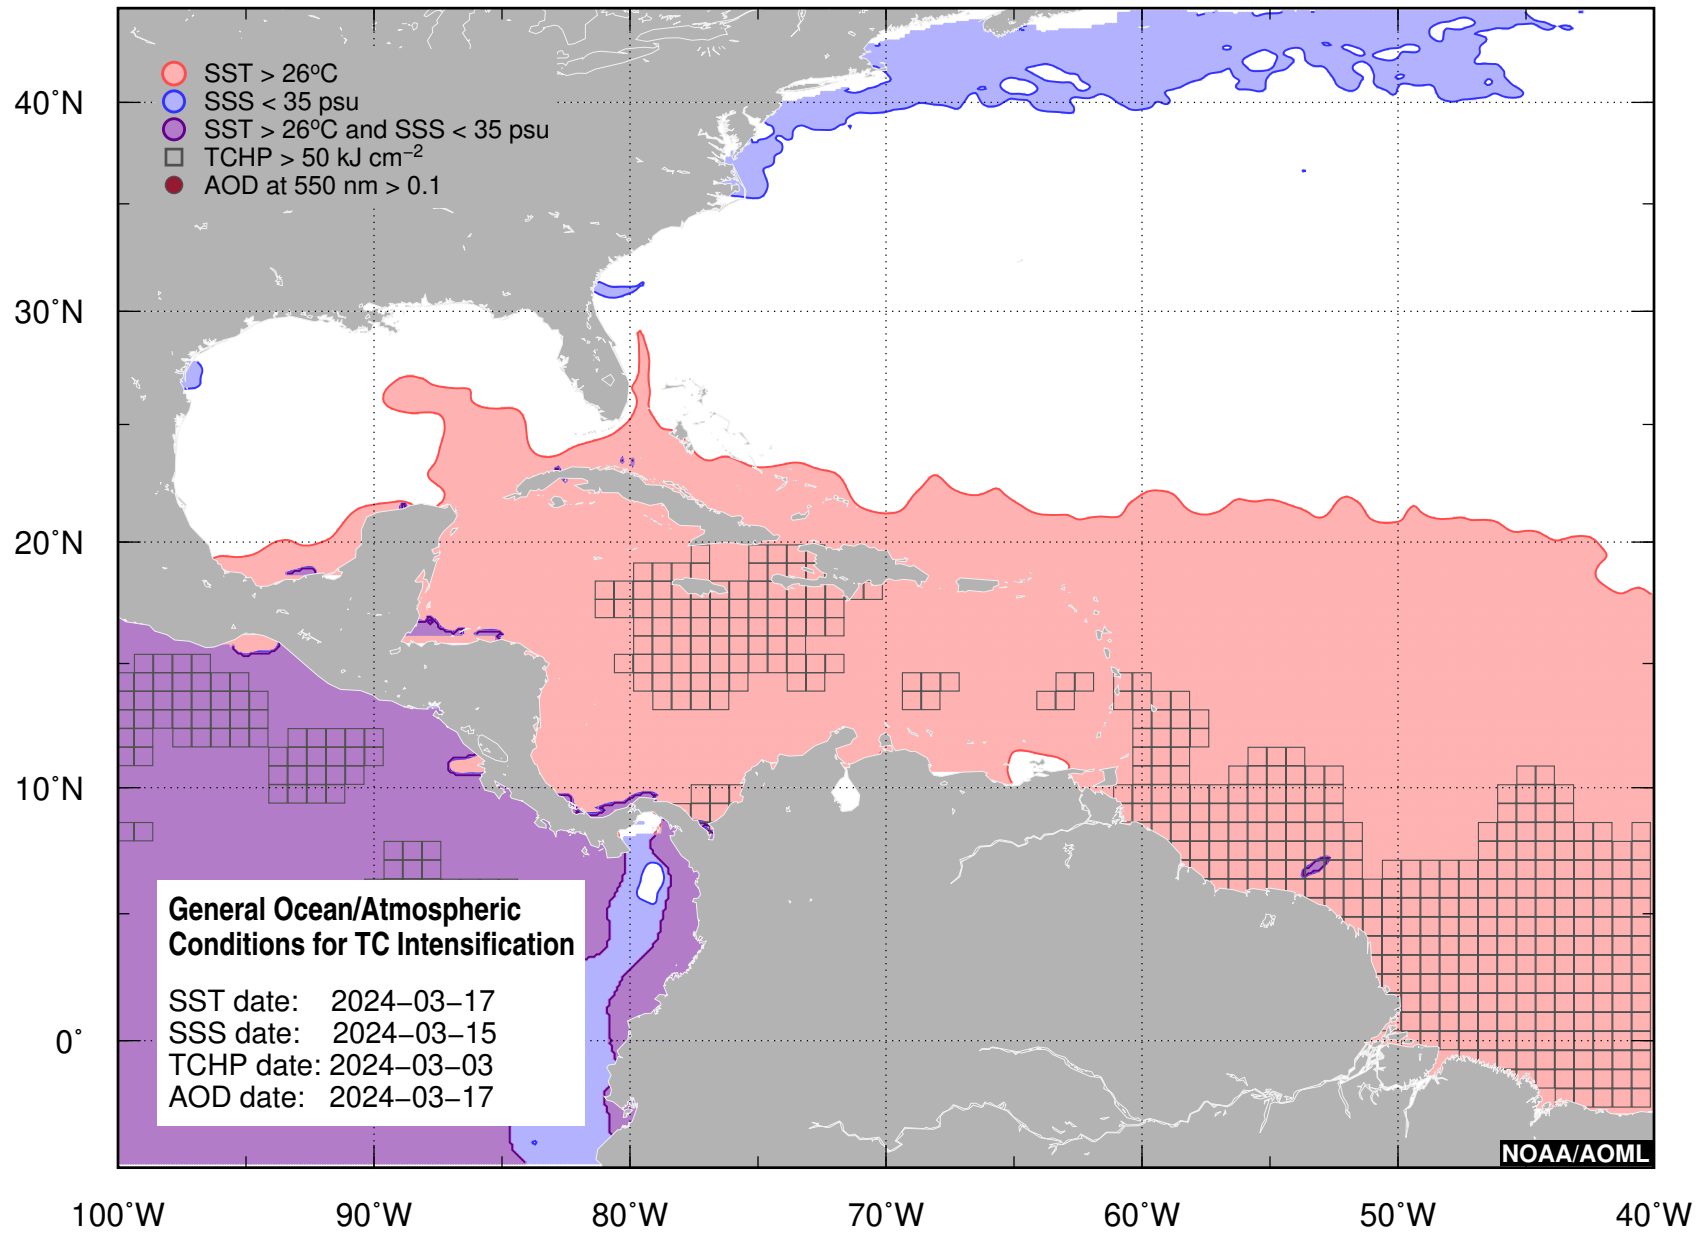 SST > 26ºC
SSS < 35 psu
SST > 26ºC and SSS < 35 psu
TCHP > 50 kJ cm⁻²
AOD at 550 nm > 0.1
40˚N
30˚N
20˚N
10˚N
0˚
General Ocean/Atmospheric
Conditions for TC Intensification
SST date: 2024−03−17
SSS date: 2024−03−15
TCHP date: 2024−03−03
AOD date: 2024−03−17
NOAA/AOML
100˚W 90˚W 80˚W 70˚W 60˚W 50˚W 40˚W